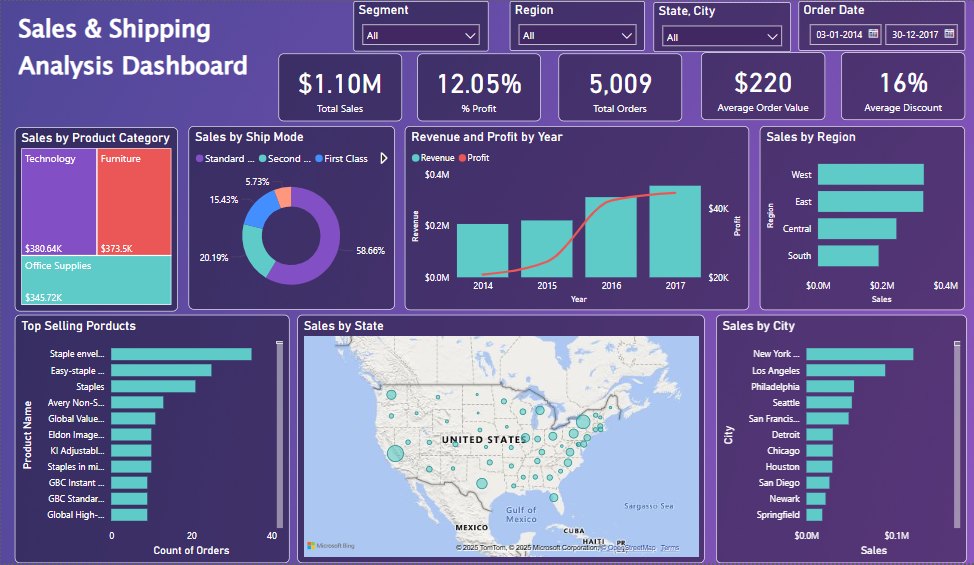 Sales & Shipping
Analysis Dashboard
Segment
All
Region
All
State, City
All
Order Date
03-01-2014
30-12-2017
$1.10M
Total Sales
12.05%
% Profit
5,009
Total Orders
$220
Average Order Value
16%
Average Discount
Sales by Product Category
Technology
Furniture
$380.64K
$373.5K
Office Supplies
$345.72K
Sales by Ship Mode
Standard ...
Second ...
First Class
5.73%
15.43%
20.19%
58.66%
Revenue and Profit by Year
Revenue
Profit
$0.4M
$0.2M
$0.0M
Revenue
$40K
$20K
Profit
2014
2015
2016
2017
Year
Sales by Region
West
East
Central
South
Region
$0.0M
$0.2M
$0.4M
Sales
Top Selling Porducts
Staple envel...
Easy-staple ...
Staples
Avery Non-S...
Global Value...
Eldon Image...
KI Adjustabl...
Staples in mi...
GBC Instant ...
GBC Standar...
Global High-...
Product Name
0
20
40
Count of Orders
Sales by State
UNITED STATES
Gulf of
Mexico
Sargasso Sea
MEXICO
CUBA
HAITI
PR
Microsoft Bing
© 2025 TomTom, © 2025 Microsoft Corporation, © OpenStreetMap Terms
Sales by City
New York ...
Los Angeles
Philadelphia
Seattle
San Francis...
Detroit
Chicago
Houston
San Diego
Newark
Springfield
City
$0.0M
$0.1M
Sales